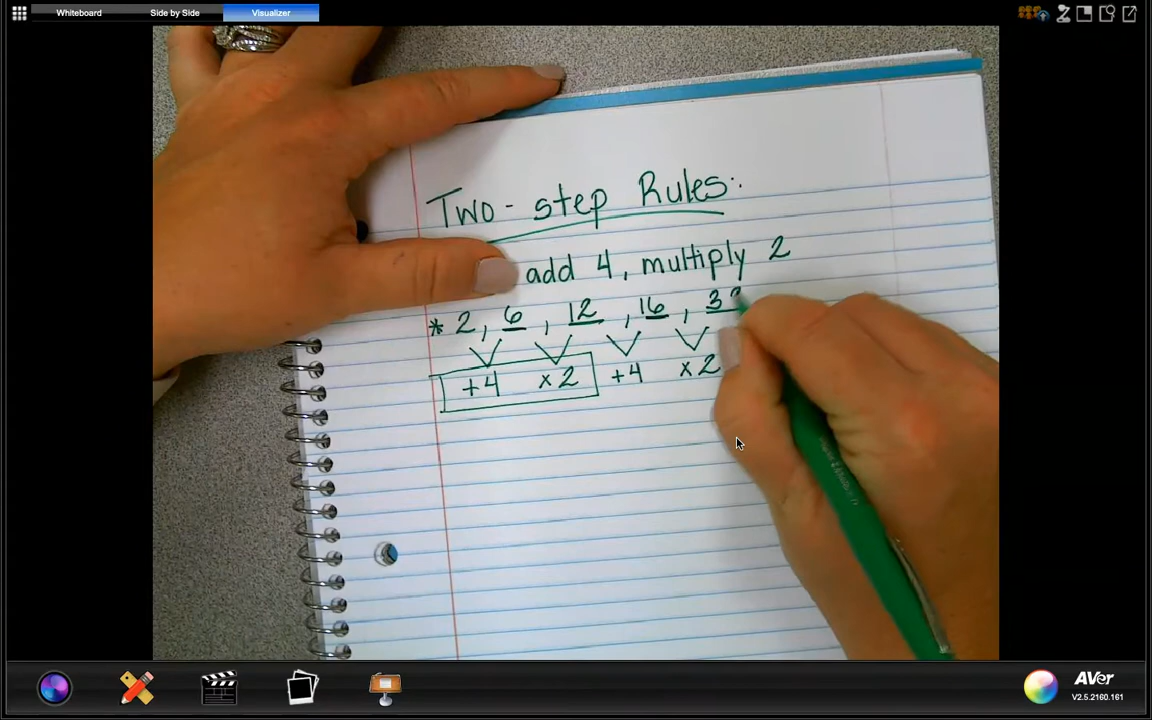 Whiteboard Side by Side Visualizer
Two-step Rules:
add 4, multiply 2
* 2, 6, 12, 16, 3
+4 x2 +4 x2
AVer
V2.5.2160.161